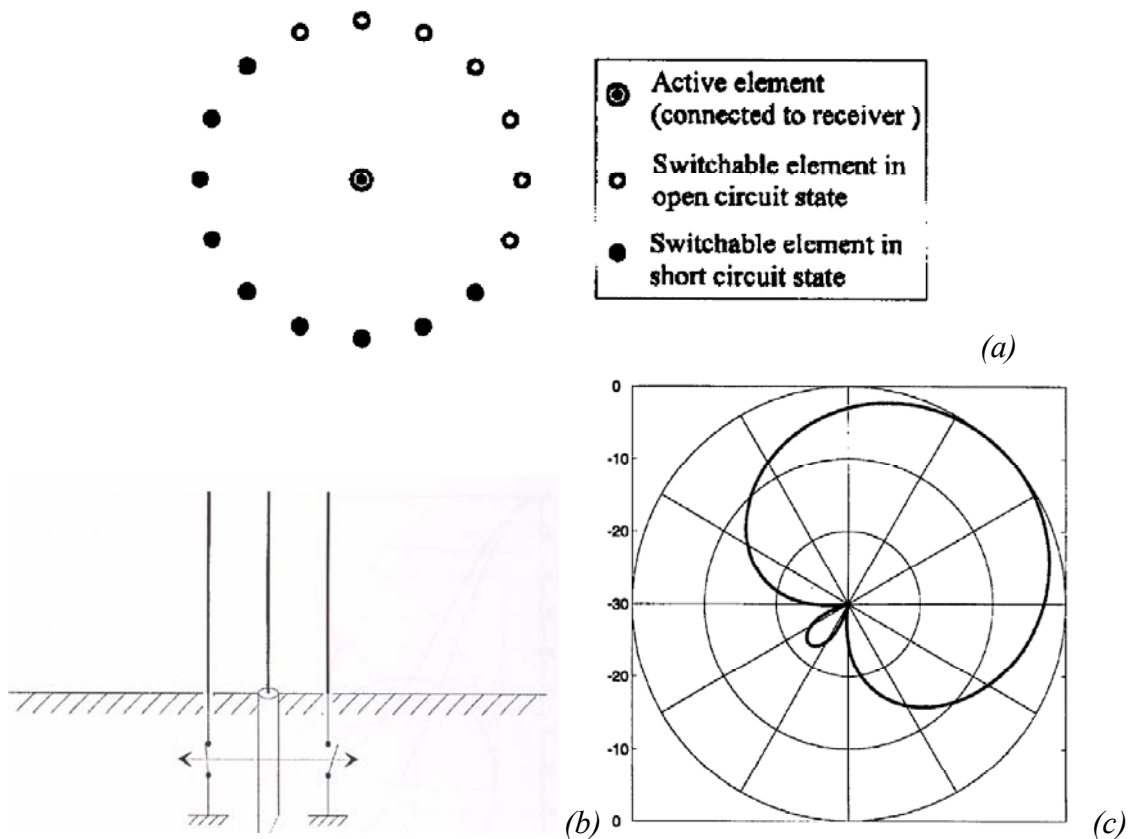 Active element
(connected to receiver )
Switchable element in
open circuit state
Switchable element in
short circuit state
(a)
0
-10
-20
-30
-20
-10
0
(b)
(c)